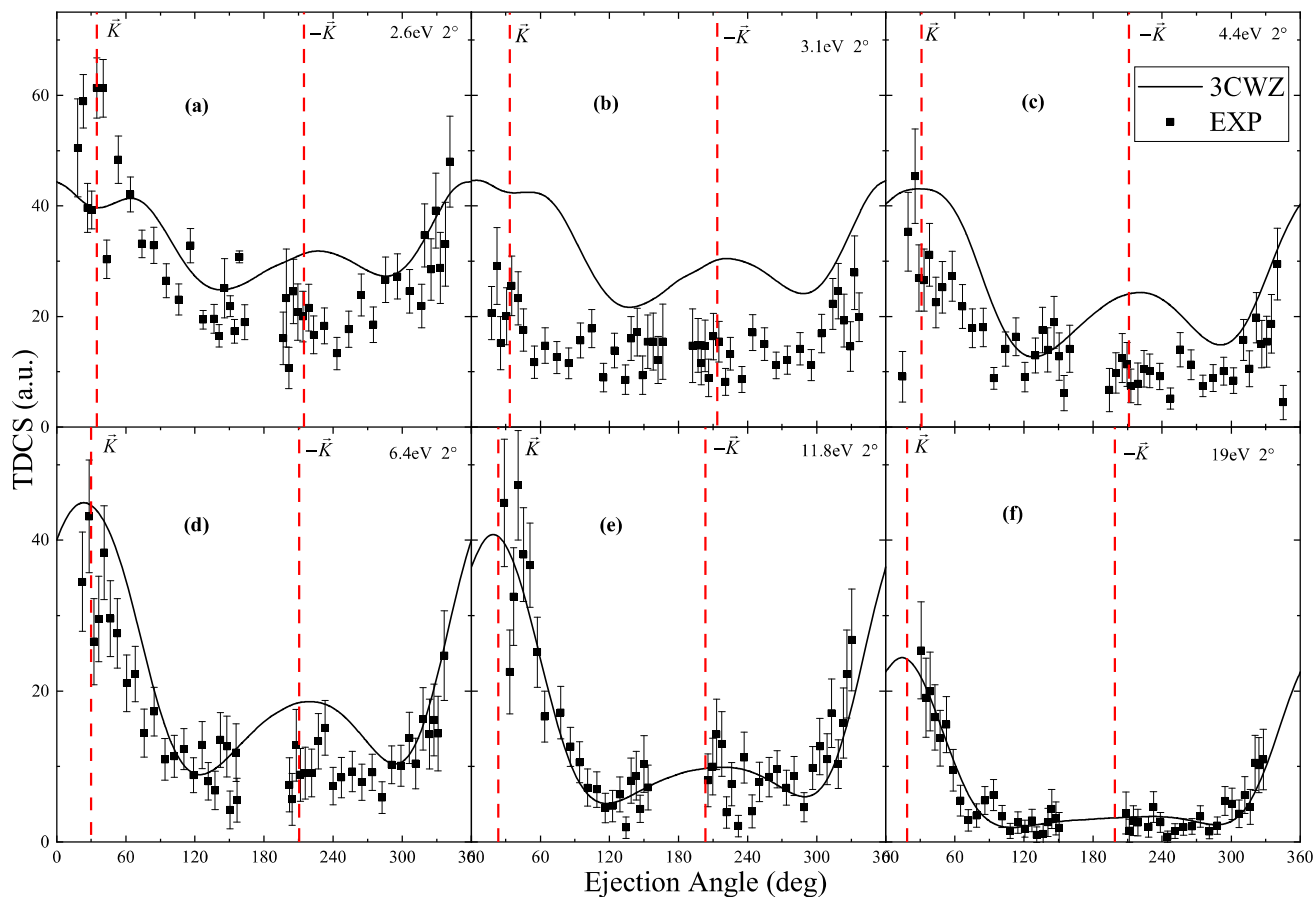 K⃗ −K⃗ 2.6eV 2°
K⃗ −K⃗ 3.1eV 2°
K⃗ −K⃗ 4.4eV 2°
(a) (b) (c)
3CWZ
EXP
60
40
20
0
TDCS (a.u.)
K⃗ −K⃗ 6.4eV 2°
K⃗ −K⃗ 11.8eV 2°
K⃗ −K⃗ 19eV 2°
(d) (e) (f)
40
20
0
0 60 120 180 240 300 360 60 120 180 240 300 360 60 120 180 240 300 360
Ejection Angle (deg)